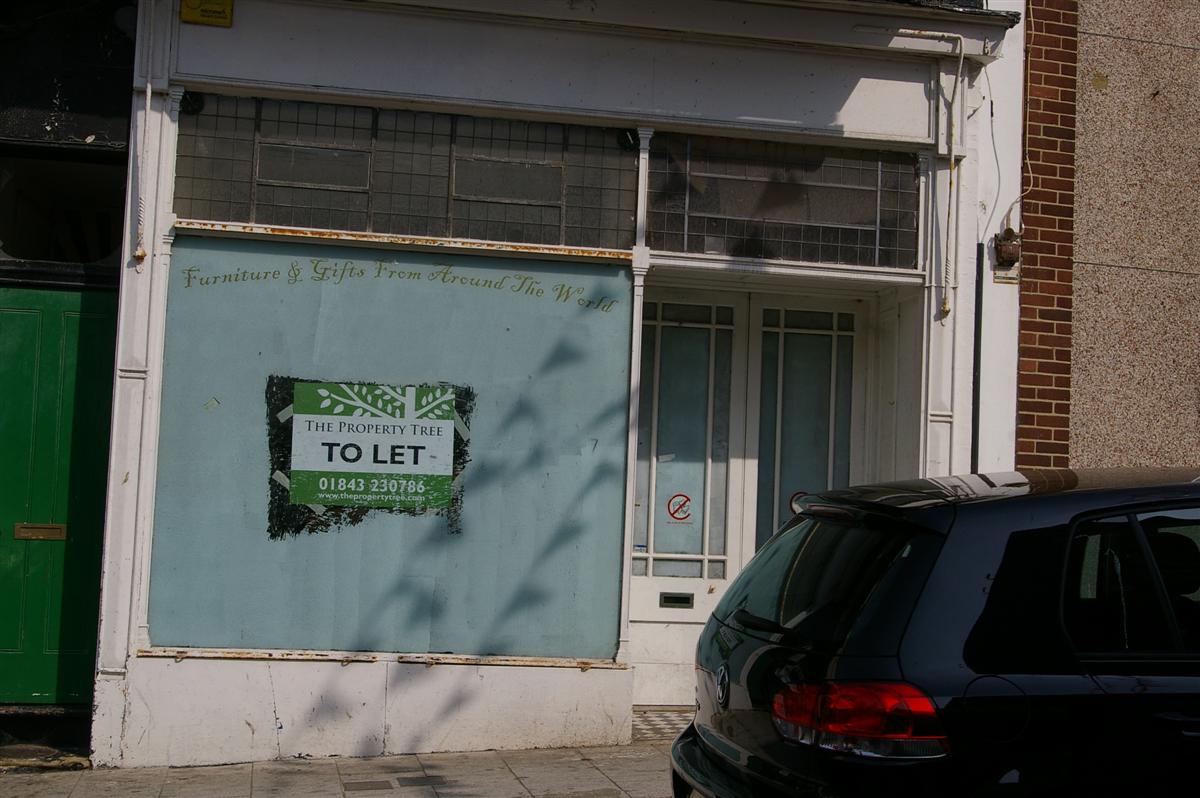 Furniture & Gifts From Around The World
THE PROPERTY TREE
TO LET
01843 230786
www.thepropertytree.com